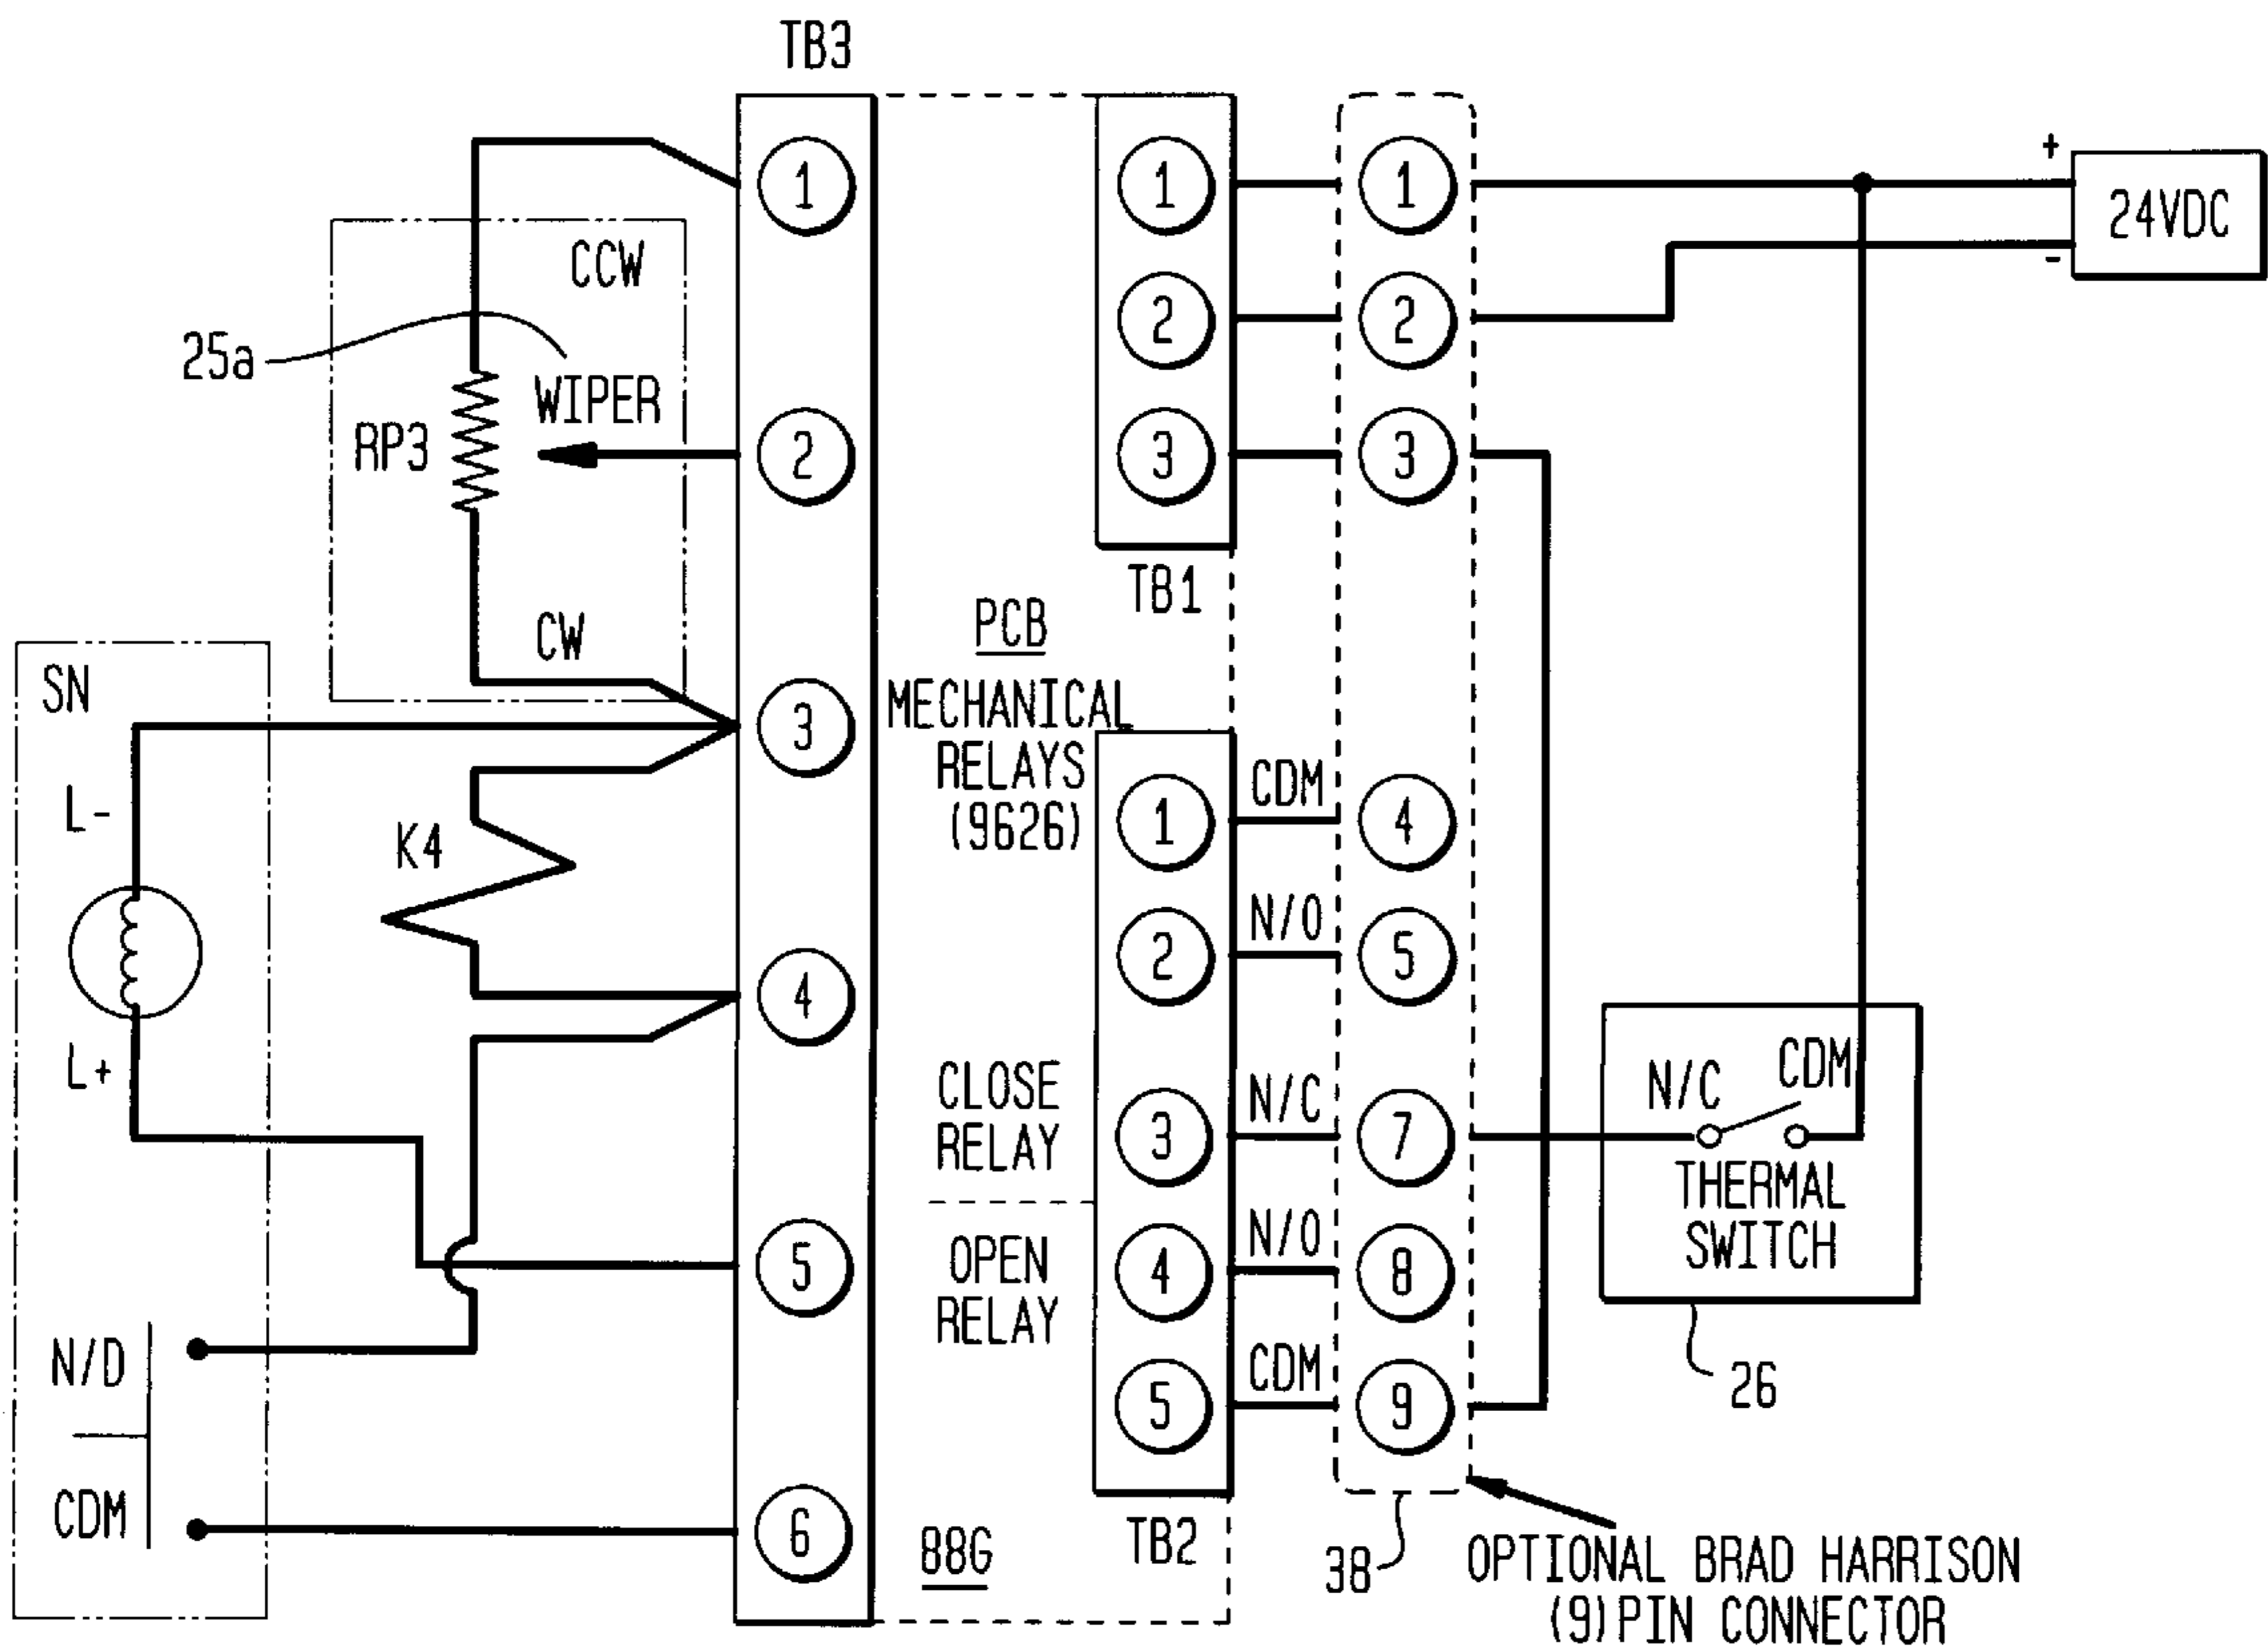 TB3
1
2
3
4
5
6
CCW
25a
WIPER
RP3
CW
SN
L-
K4
L+
N/D
CDM
PCB
MECHANICAL
RELAYS
(9626)
CLOSE
RELAY
OPEN
RELAY
88G
1
2
3
TB1
1
2
3
4
5
TB2
CDM
N/O
N/C
N/O
CDM
1
2
3
4
5
7
8
9
38
+
24VDC
-
N/C
CDM
THERMAL
SWITCH
26
OPTIONAL BRAD HARRISON
(9)PIN CONNECTOR